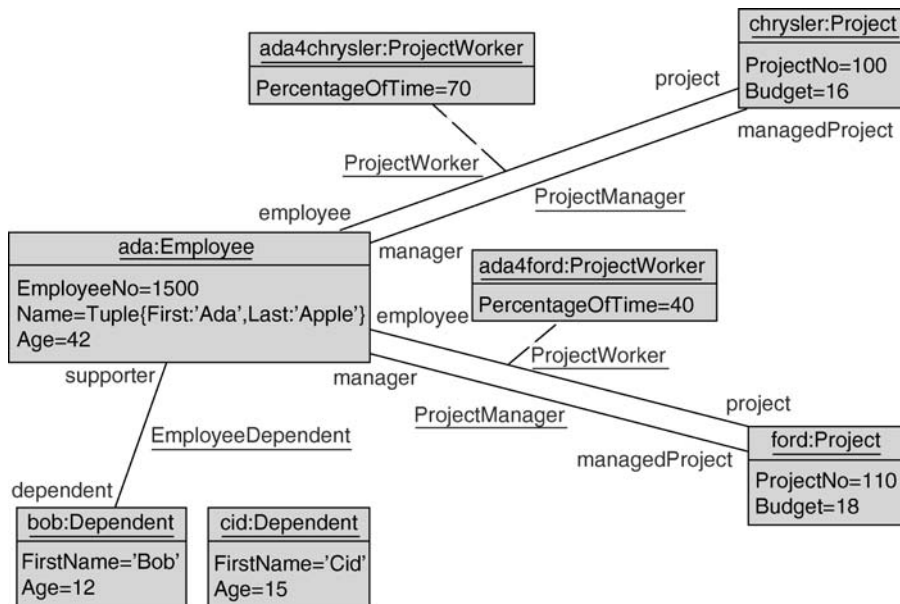 chrysler:Project
ProjectNo=100
Budget=16
ada4chrysler:ProjectWorker
PercentageOfTime=70
project
managedProject
ProjectWorker
ProjectManager
employee
manager
ada:Employee
EmployeeNo=1500
Name=Tuple{First:'Ada',Last:'Apple'}
Age=42
ada4ford:ProjectWorker
PercentageOfTime=40
employee
ProjectWorker
manager
supporter
ProjectManager
project
managedProject
EmployeeDependent
ford:Project
ProjectNo=110
Budget=18
dependent
bob:Dependent
FirstName='Bob'
Age=12
cid:Dependent
FirstName='Cid'
Age=15